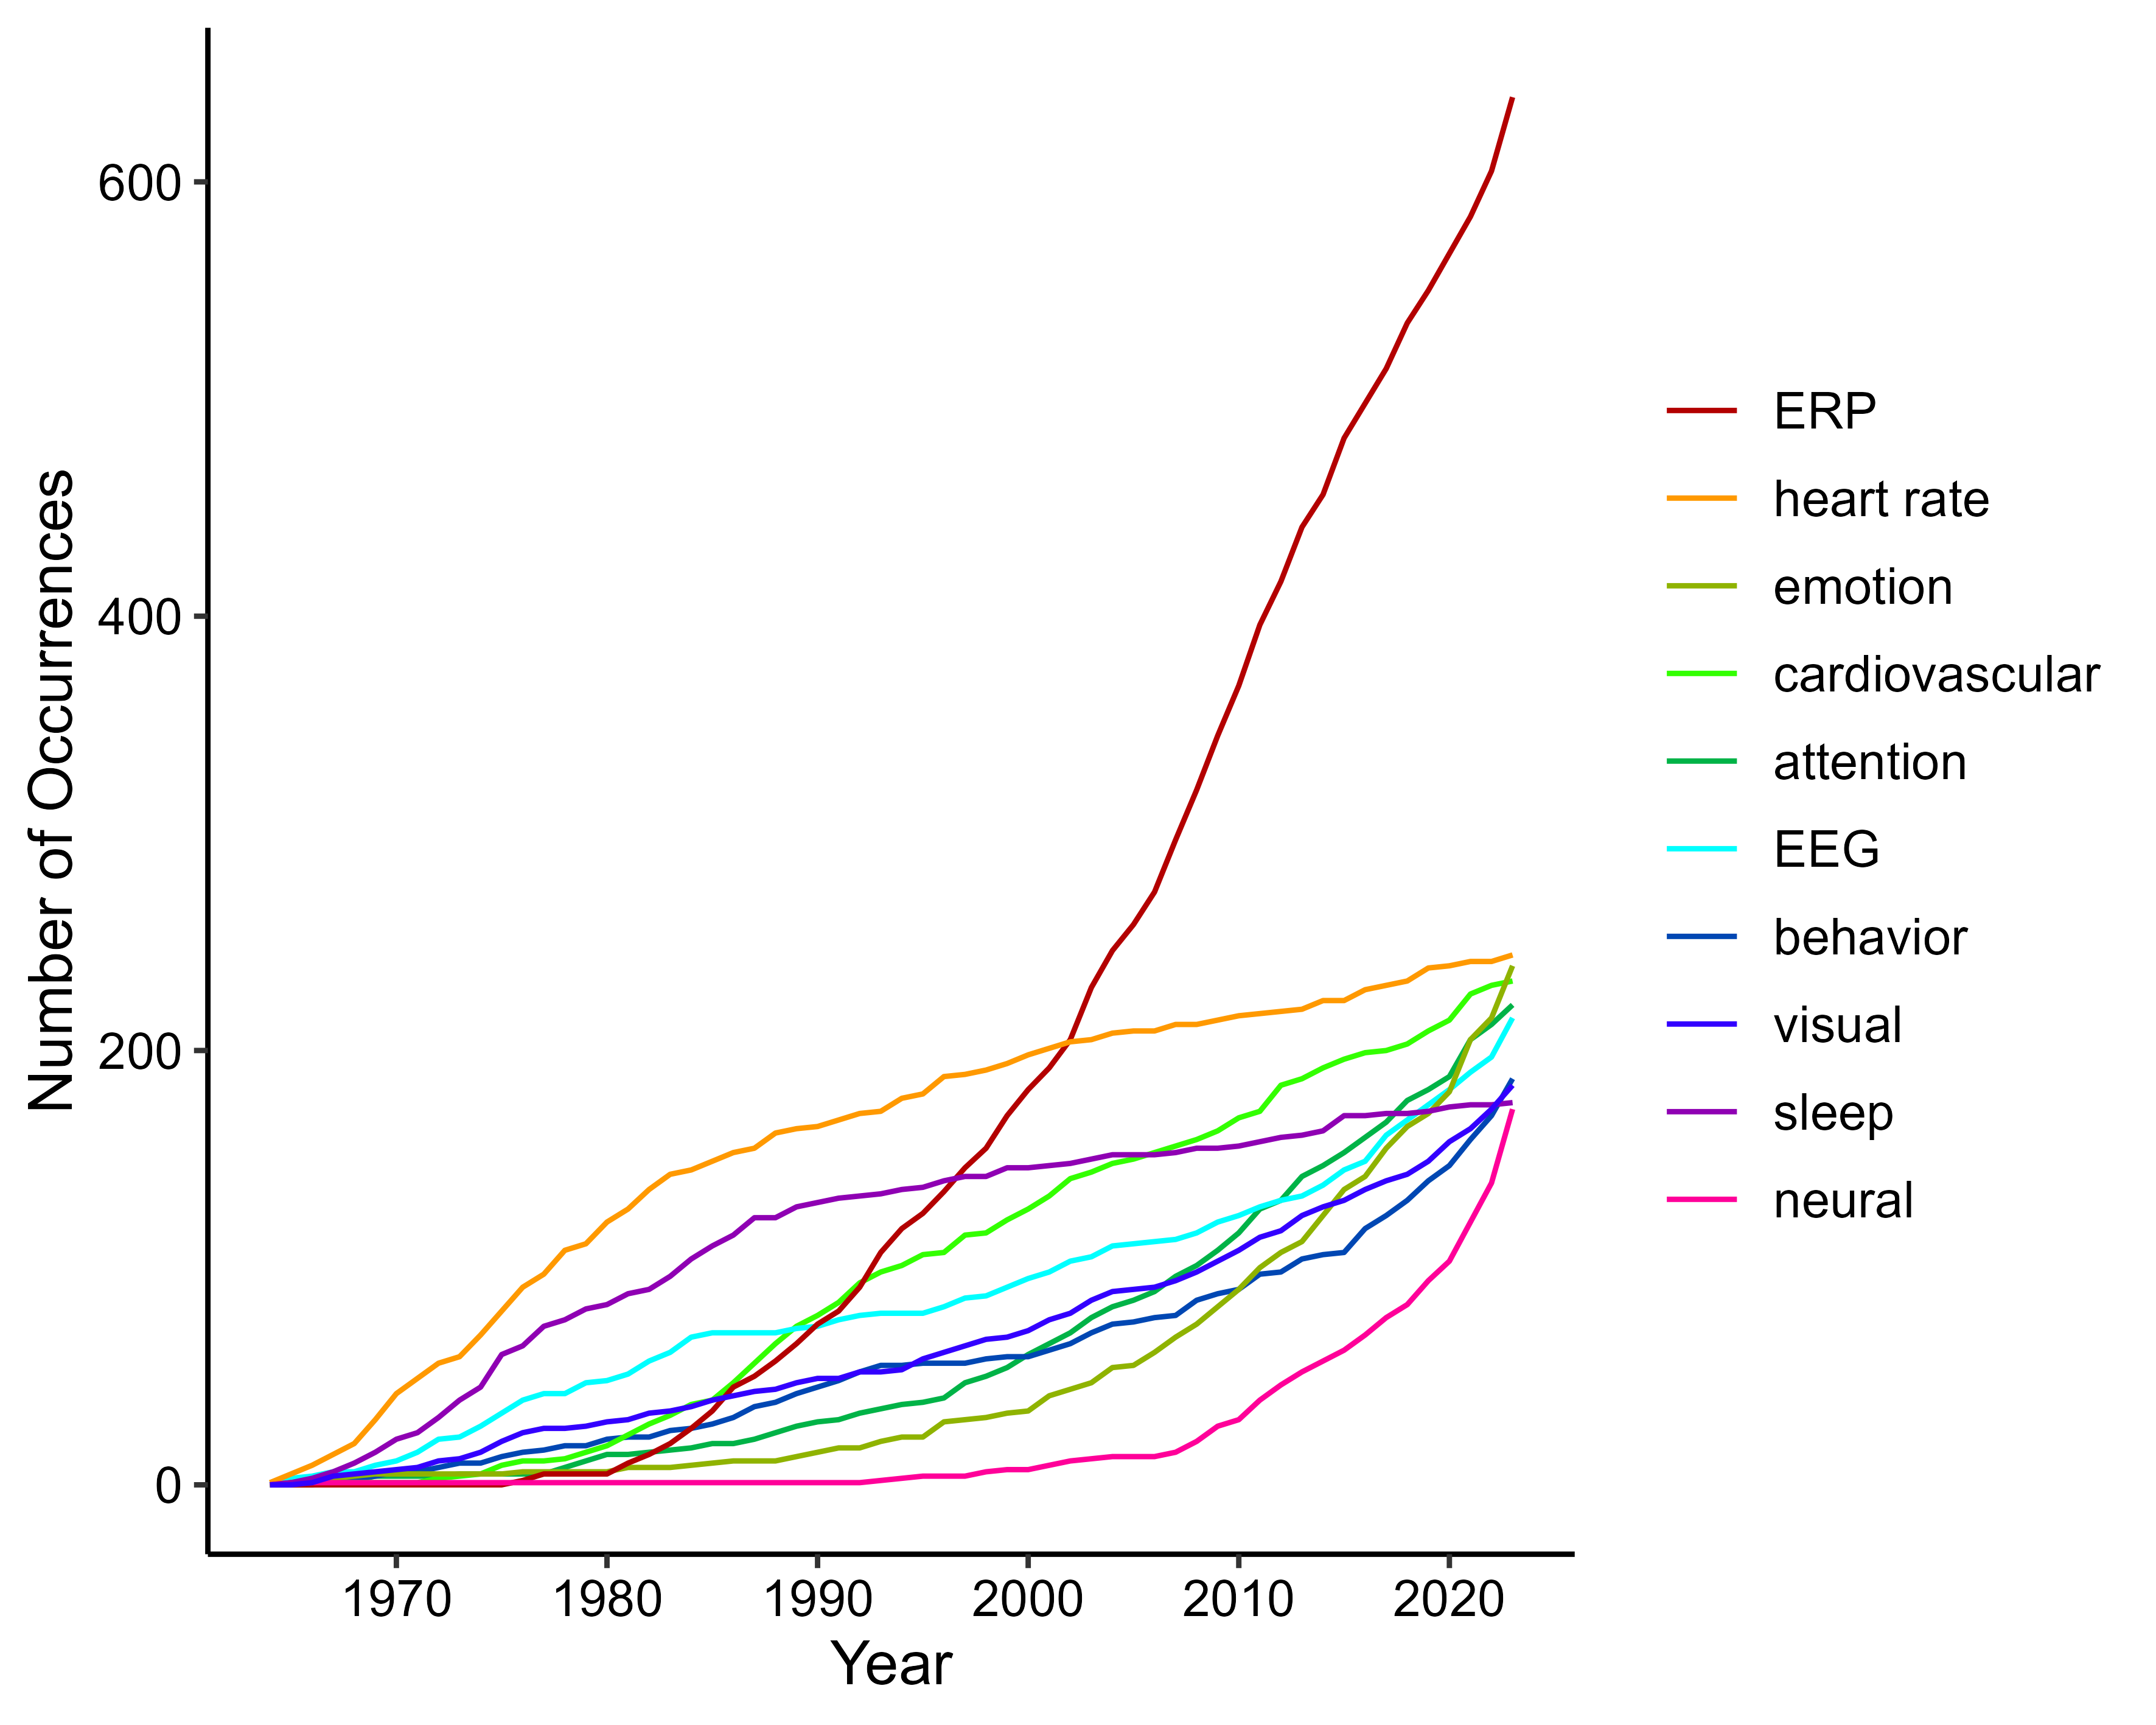 Number of Occurrences
600
400
200
0
1970 1980 1990 2000 2010 2020
Year
ERP
heart rate
emotion
cardiovascular
attention
EEG
behavior
visual
sleep
neural